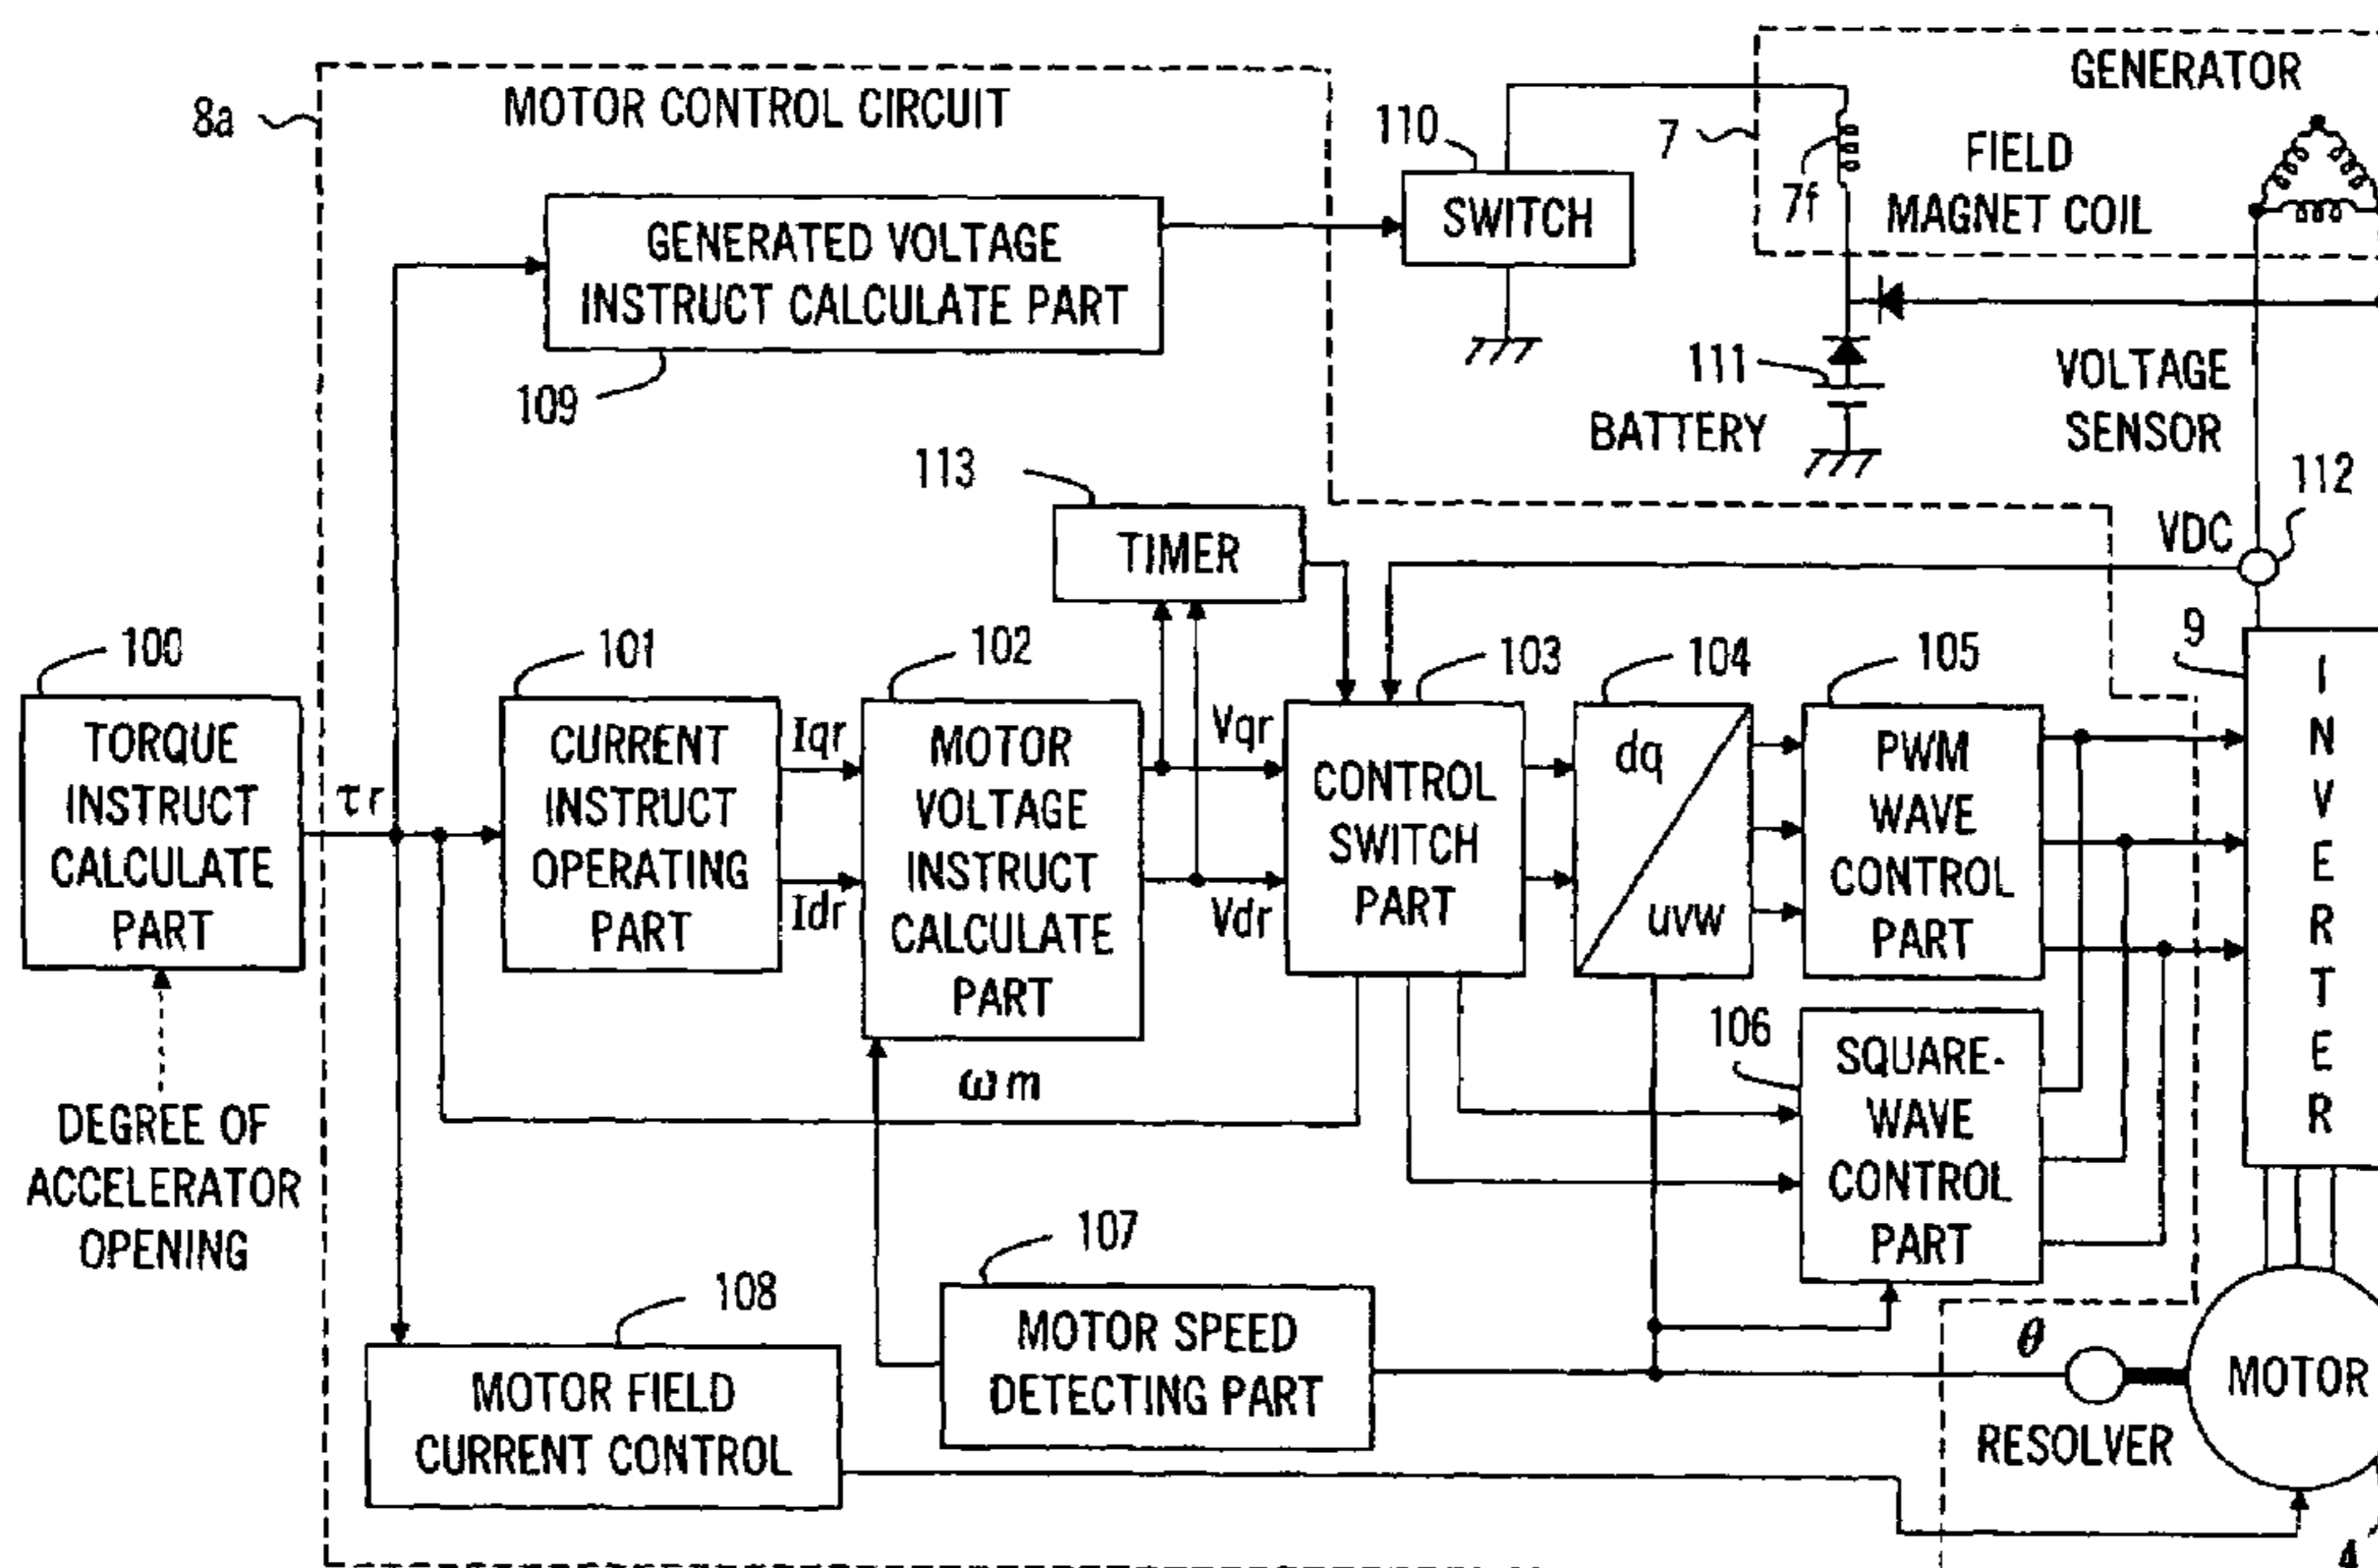 GENERATOR
8a
MOTOR CONTROL CIRCUIT
110
7
FIELD
MAGNET COIL
7f
SWITCH
GENERATED VOLTAGE
INSTRUCT CALCULATE PART
109
111
BATTERY
VOLTAGE
SENSOR
112
113
TIMER
VDC
9
100
101
102
103
104
105
TORQUE
INSTRUCT
CALCULATE
PART
τr
CURRENT
INSTRUCT
OPERATING
PART
Iqr
Idr
MOTOR
VOLTAGE
INSTRUCT
CALCULATE
PART
Vqr
Vdr
CONTROL
SWITCH
PART
dq
uvw
PWM
WAVE
CONTROL
PART
INVERTER
106
SQUARE-
WAVE
CONTROL
PART
ωm
DEGREE OF
ACCELERATOR
OPENING
107
MOTOR SPEED
DETECTING PART
108
MOTOR FIELD
CURRENT CONTROL
θ
RESOLVER
MOTOR
4